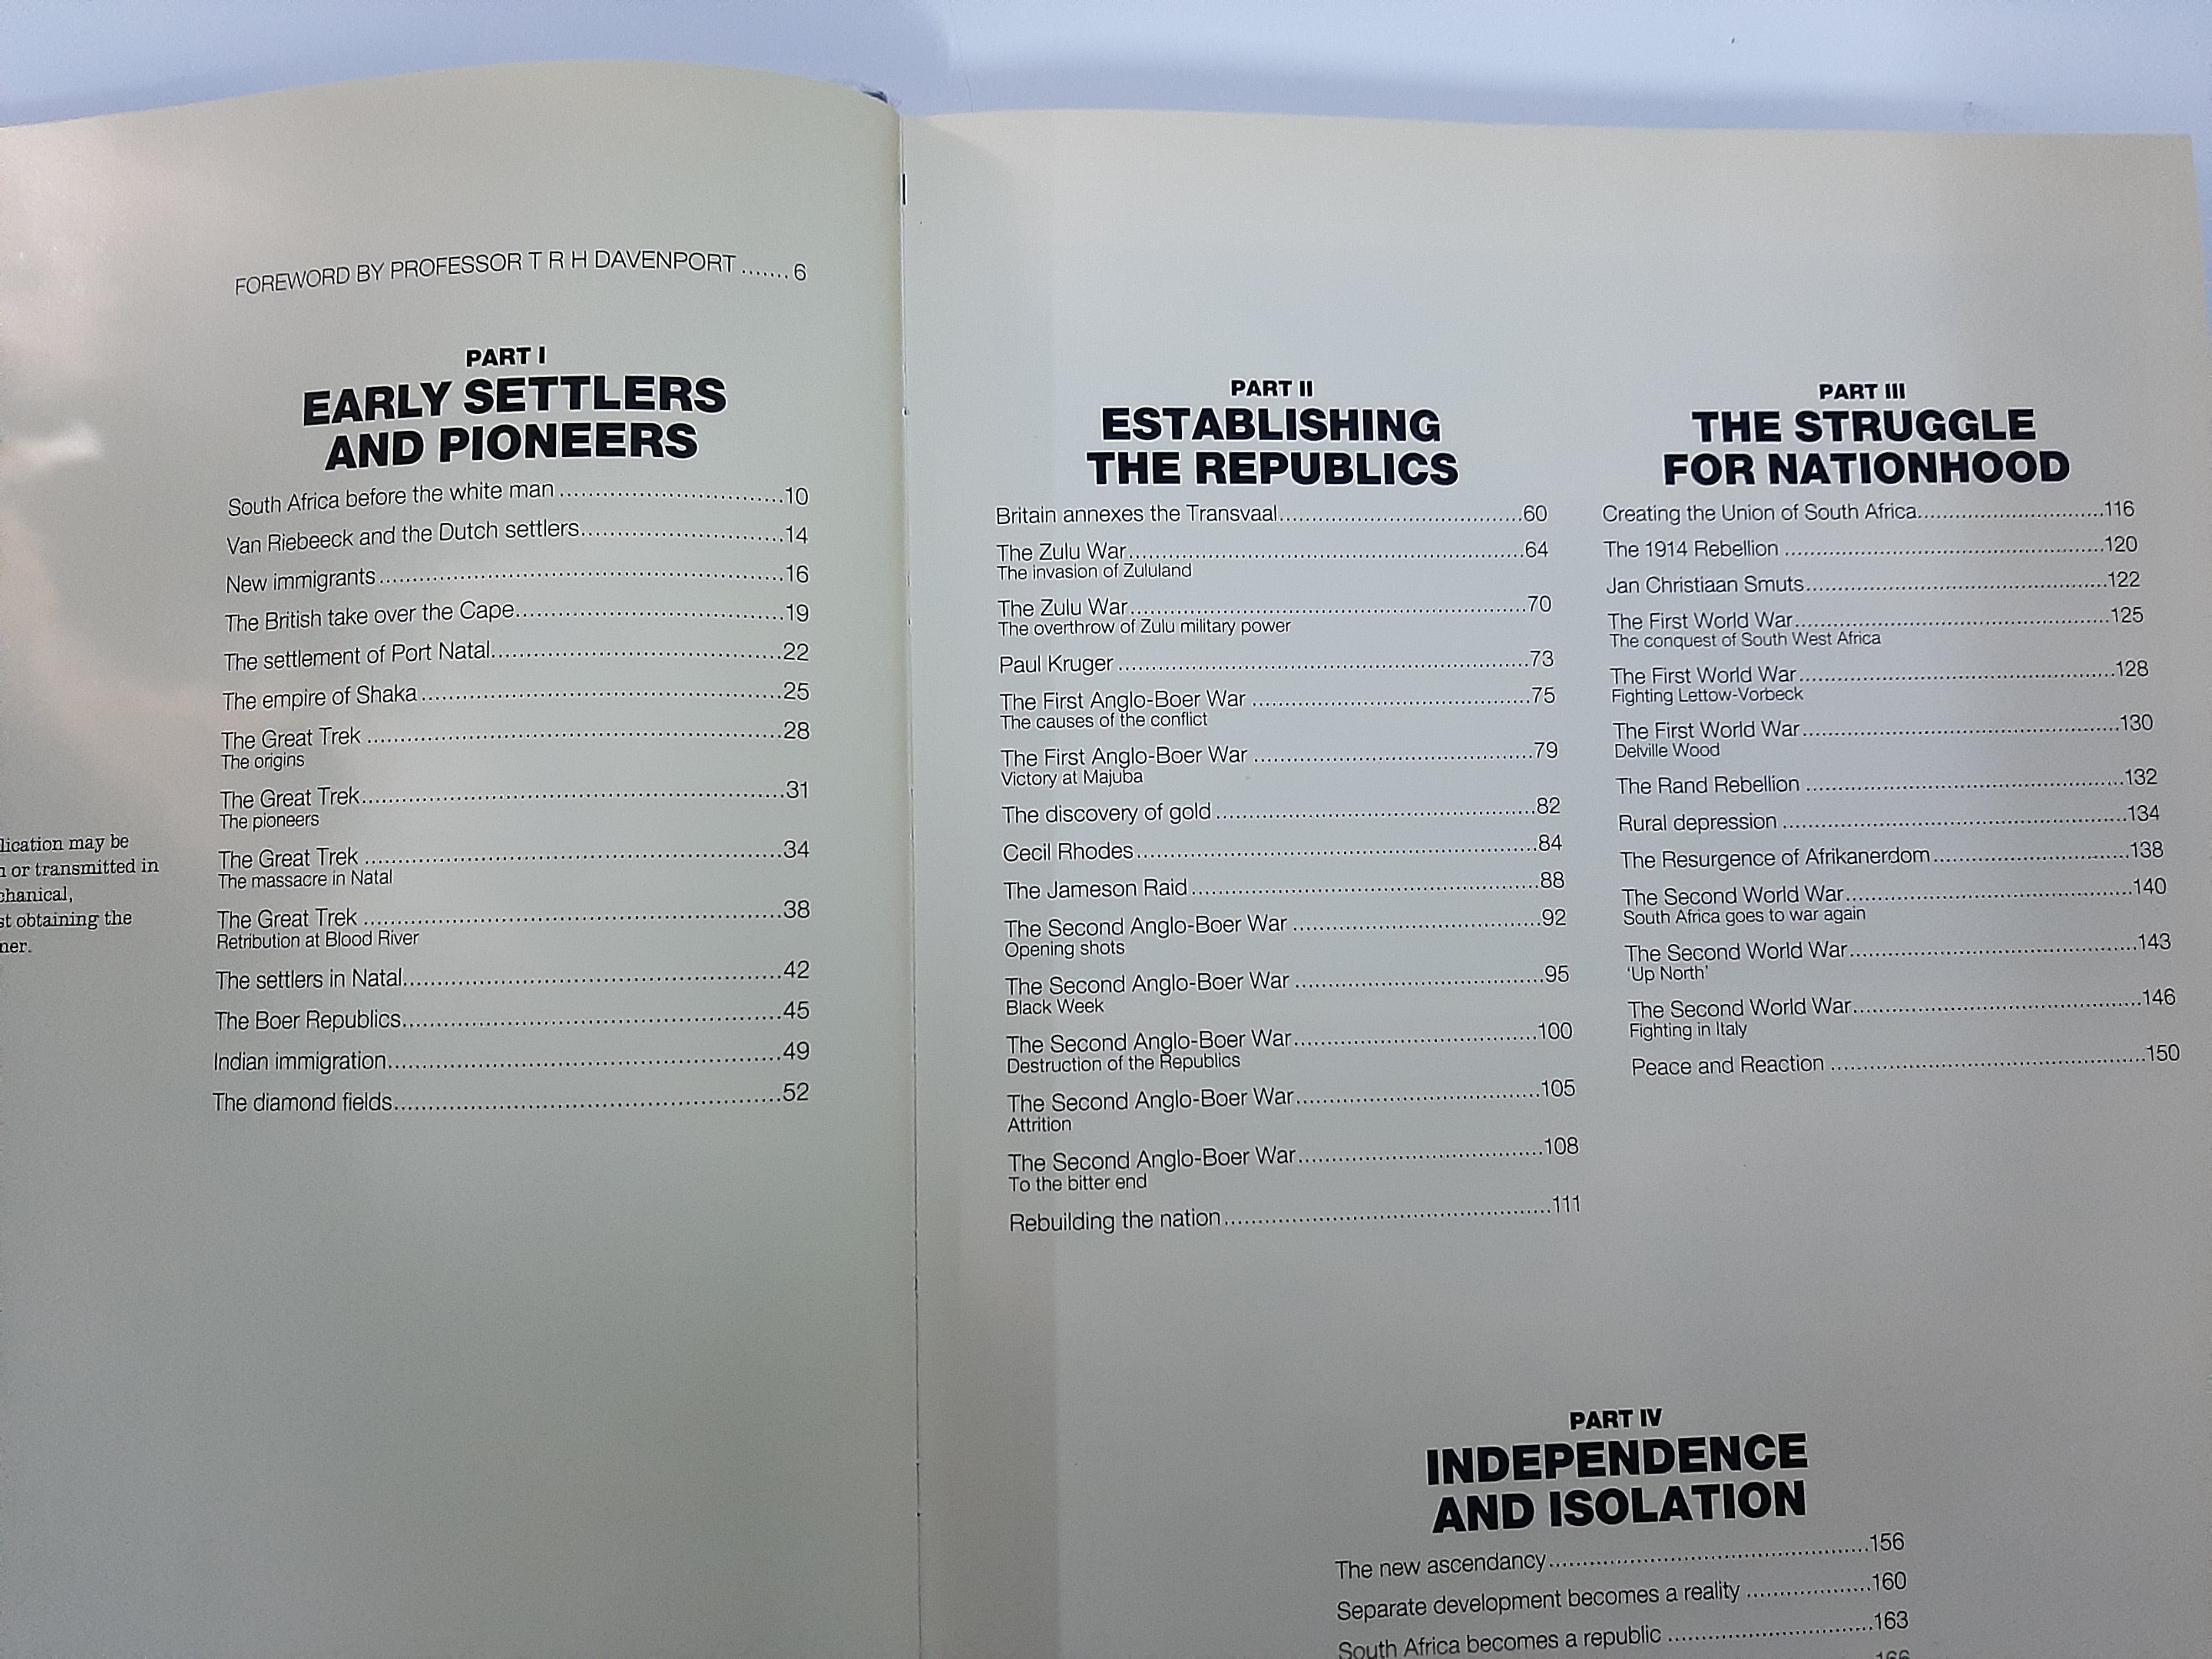 lication may be
or transmitted in
chanical,
st obtaining the
ner.
FOREWORD BY PROFESSOR T R H DAVENPORT.......6
PART I
EARLY SETTLERS
AND PIONEERS
South Africa before the white man..................................10
Van Riebeeck and the Dutch settlers..............................14
New immigrants.............................................................16
The British take over the Cape........................................19
The settlement of Port Natal...........................................22
The empire of Shaka......................................................25
The Great Trek ..............................................................28
The origins
The Great Trek...............................................................31
The pioneers
The Great Trek ..............................................................34
The massacre in Natal
The Great Trek ..............................................................38
Retribution at Blood River
The settlers in Natal........................................................42
The Boer Republics........................................................45
Indian immigration..........................................................49
The diamond fields.........................................................52
PART II
ESTABLISHING
THE REPUBLICS
Britain annexes the Transvaal.....................................60
The Zulu War............................................................64
The invasion of Zululand
The Zulu War............................................................70
The overthrow of Zulu military power
Paul Kruger..............................................................73
The First Anglo-Boer War ..........................................75
The causes of the conflict
The First Anglo-Boer War ..........................................79
Victory at Majuba
The discovery of gold................................................82
Cecil Rhodes............................................................84
The Jameson Raid....................................................88
The Second Anglo-Boer War .....................................92
Opening shots
The Second Anglo-Boer War .....................................95
Black Week
The Second Anglo-Boer War.....................................100
Destruction of the Republics
The Second Anglo-Boer War.....................................105
Attrition
The Second Anglo-Boer War.....................................108
To the bitter end
Rebuilding the nation.................................................111
PART III
THE STRUGGLE
FOR NATIONHOOD
Creating the Union of South Africa............................116
The 1914 Rebellion ................................................120
Jan Christiaan Smuts..............................................122
The First World War................................................125
The conquest of South West Africa
The First World War................................................128
Fighting Lettow-Vorbeck
The First World War................................................130
Delville Wood
The Rand Rebellion ................................................132
Rural depression ....................................................134
The Resurgence of Afrikanerdom.............................138
The Second World War............................................140
South Africa goes to war again
The Second World War............................................143
‘Up North’
The Second World War............................................146
Fighting in Italy
Peace and Reaction ................................................150
PART IV
INDEPENDENCE
AND ISOLATION
The new ascendancy................................................156
Separate development becomes a reality ...................160
South Africa becomes a republic ...............................163